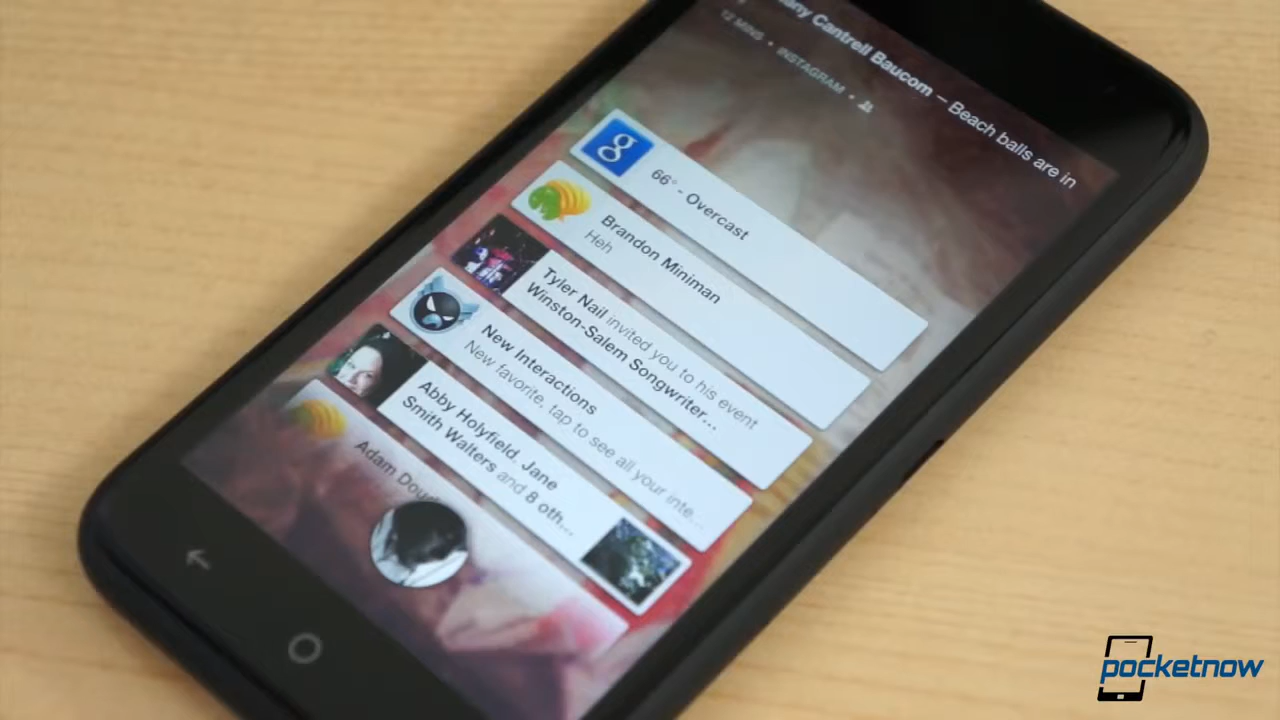 Cantrell Baucom – Beach balls are in
12 MINS • INSTAGRAM •
g
66° - Overcast
Brandon Miniman
Heh
Tyler Nail invited you to his event
Winston-Salem Songwriter...
New Interactions
New favorite, tap to see all your inte...
Abby Holyfield, Jane
Smith Walters and 8 oth...
Adam
pocketnow